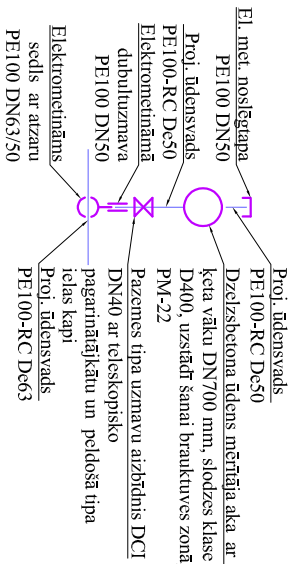 El. met. noslēgtapa
PE100 DN50
Proj. ūdensvads
PE100-RC De50
Elektrometināmā
dubultuzmava
PE100 DN50
Elektrometināms
sedls ar atzaru
PE100 DN63/50
Proj. ūdensvads
PE100-RC De50
Dzelzsbetona ūdens mērītāja aka ar
ķeta vāku DN700 mm, slodzes klase
D400, uzstādīšanai brauktuves zonā
PM-22
Pazemes tipa uzmavu aizbīdnis DCI
DN40 ar teleskopisko
pagarinātājkātu un peldošā tipa
ielas kapi
Proj. ūdensvads
PE100-RC De63